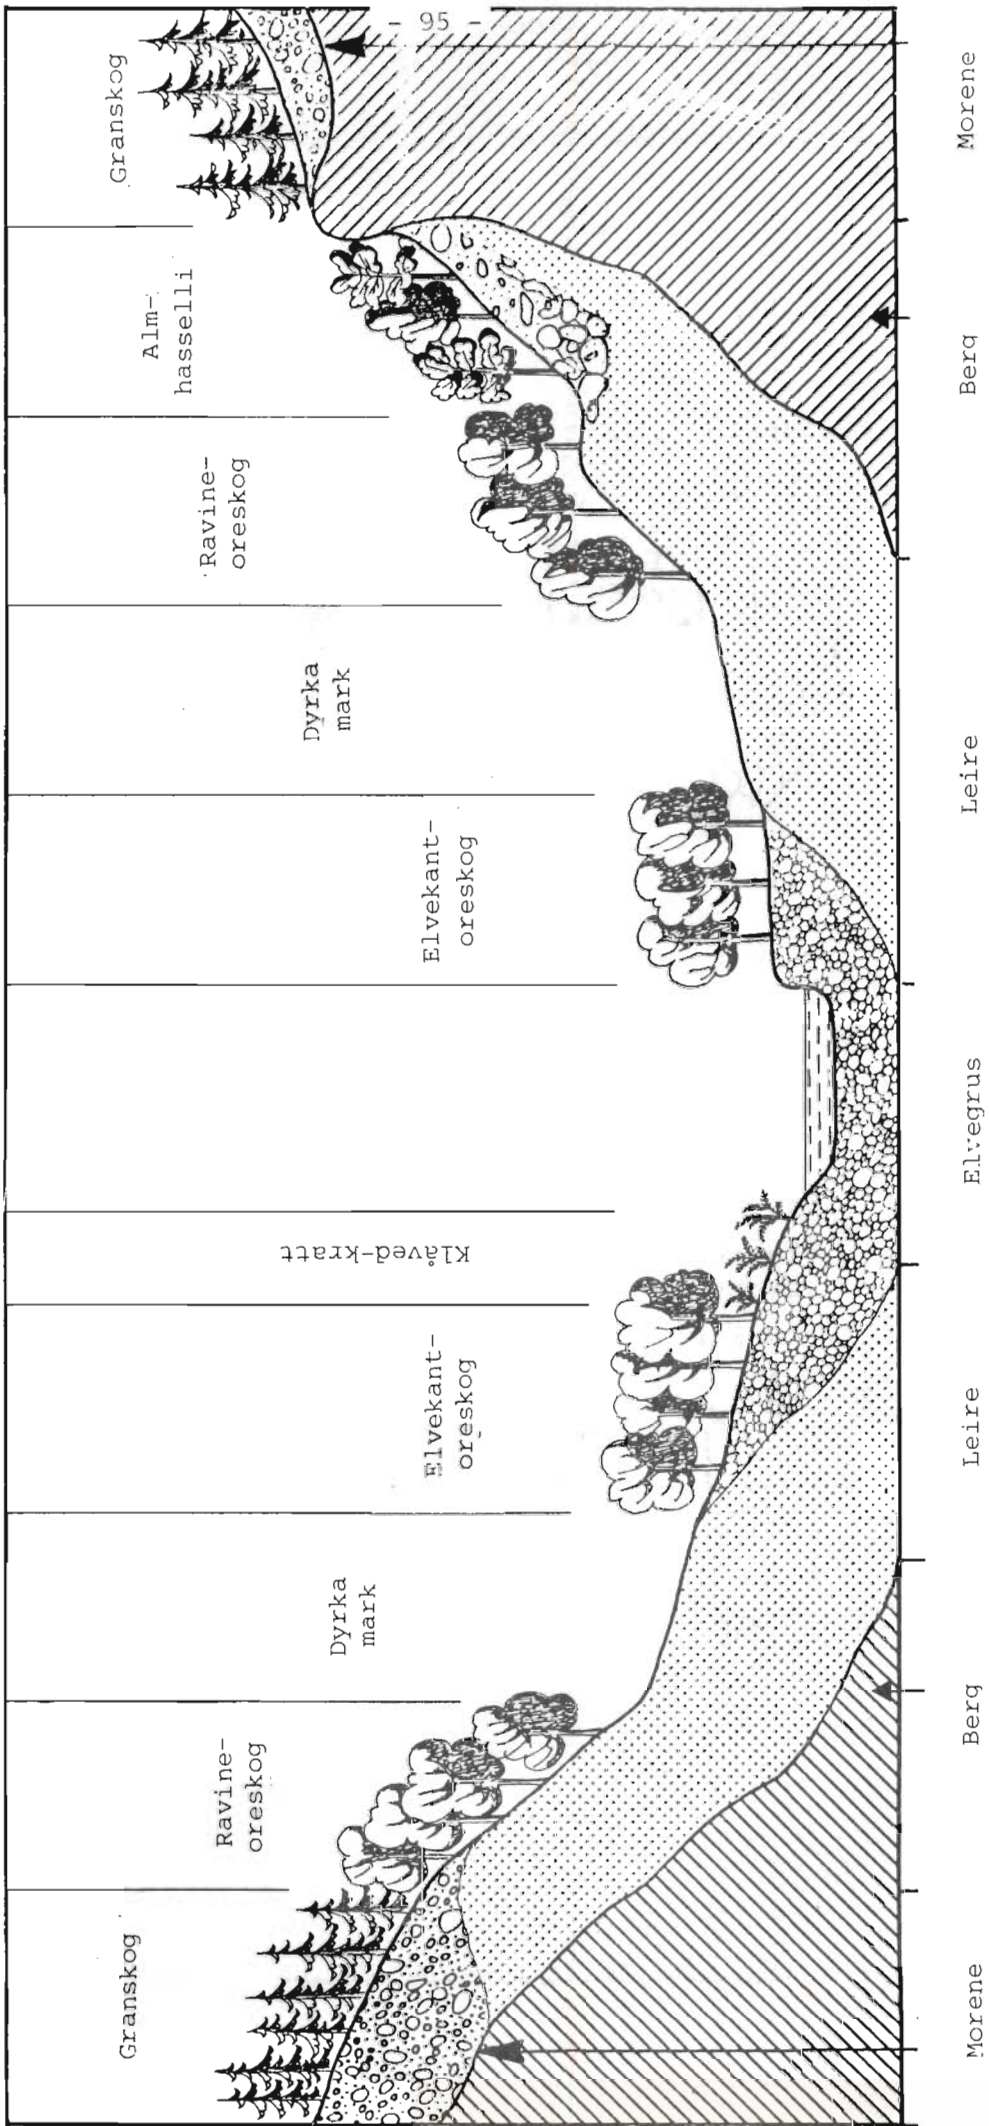 - 95 -
Granskog
Ravine-
oreskog
Dyrka
mark
Elvekant-
oreskog
Klåved-kratt
Elvekant-
oreskog
Dyrka
mark
Ravine-
oreskog
Alm-
hasselli
Granskog
Morene
Berg
Leire
Elvegrus
Leire
Berg
Morene